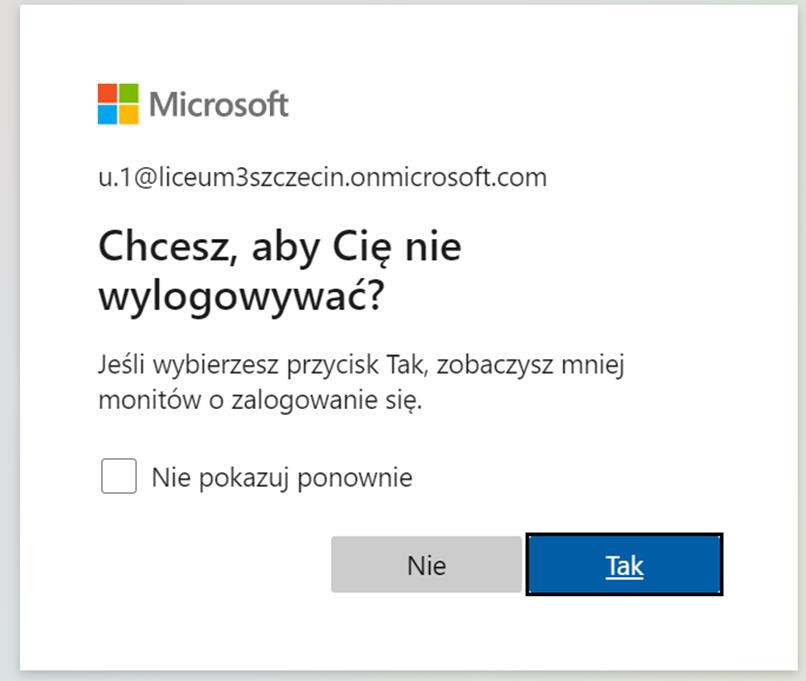 Microsoft
u.1@liceum3szczecin.onmicrosoft.com
Chcesz, aby Cię nie
wylogowywać?
Jeśli wybierzesz przycisk Tak, zobaczysz mniej
monitów o zalogowanie się.
Nie pokazuj ponownie
Nie
Tak